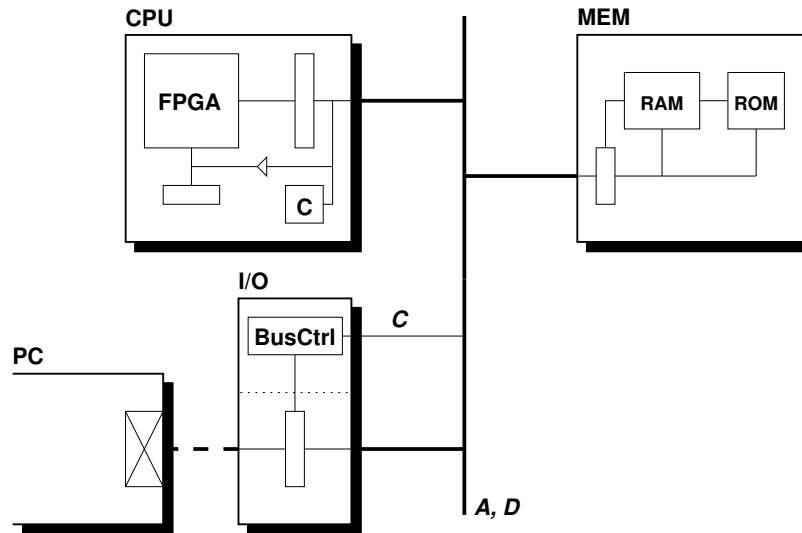 CPU
MEM
FPGA
RAM
ROM
C
I/O
C
BusCtrl
PC
A, D